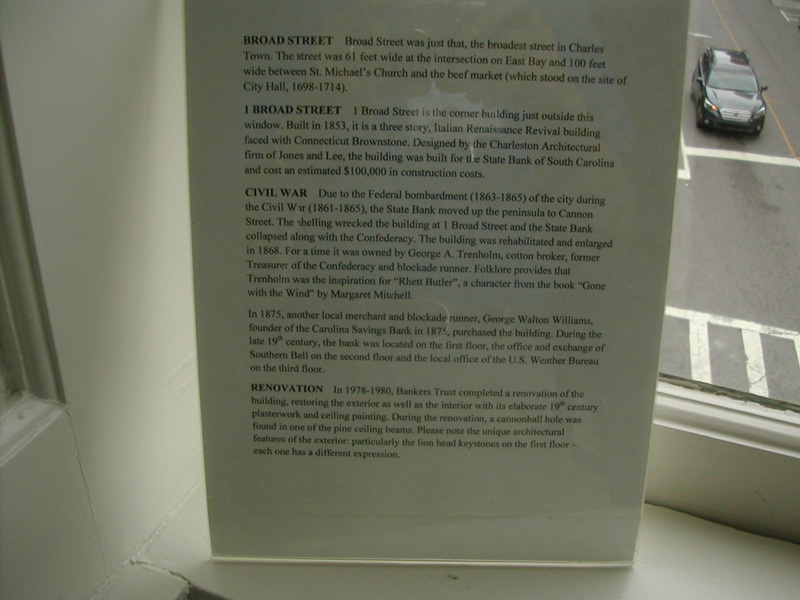 BROAD STREET Broad Street was just that, the broadest street in Charles
Town. The street was 61 feet wide at the intersection on East Bay and 100 feet
wide between St. Michael's Church and the beef market (which stood on the site of
City Hall, 1698-1714).
1 BROAD STREET 1 Broad Street is the corner building just outside this
window. Built in 1853, it is a three story, Italian Renaissance Revival building
faced with Connecticut Brownstone. Designed by the Charleston Architectural
firm of Jones and Lee, the building was built for the State Bank of South Carolina
and cost an estimated $100,000 in construction costs.
CIVIL WAR Due to the Federal bombardment (1863-1865) of the city during
the Civil War (1861-1865), the State Bank moved up the peninsula to Cannon
Street. The shelling wrecked the building at 1 Broad Street and the State Bank
collapsed along with the Confederacy. The building was rehabilitated and enlarged
in 1868. For a time it was owned by George A. Trenholm, cotton broker, former
Treasurer of the Confederacy and blockade runner. Folklore provides that
Trenholm was the inspiration for "Rhett Butler", a character from the book "Gone
with the Wind" by Margaret Mitchell.
In 1875, another local merchant and blockade runner, George Walton Williams,
founder of the Carolina Savings Bank in 1875, purchased the building. During the
late 19th century, the bank was located on the first floor, the office and exchange of
Southern Bell on the second floor and the local office of the U.S. Weather Bureau
on the third floor.
RENOVATION In 1978-1980, Bankers Trust completed a renovation of the
building, restoring the exterior as well as the interior with its elaborate 19th century
plasterwork and ceiling painting. During the renovation, a cannonball hole was
found in one of the pine ceiling beams. Please note the unique architectural
features of the exterior: particularly the lion head keystones on the first floor –
each one has a different expression.